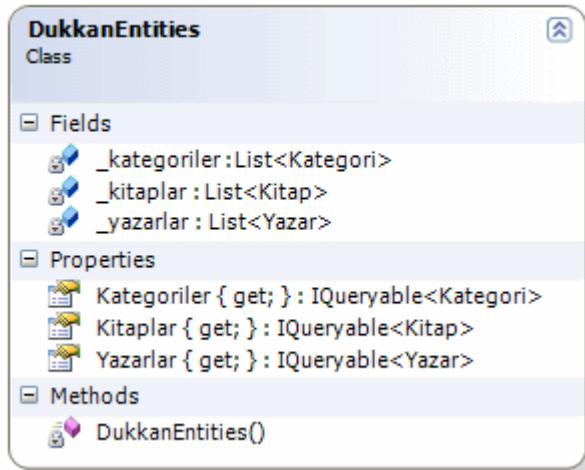 DukkanEntities
Class
Fields
_kategoriler :List<Kategori>
_kitaplar : List<Kitap>
_yazarlar : List<Yazar>
Properties
Kategoriler { get; } : IQueryable<Kategori>
Kitaplar { get; } : IQueryable<Kitap>
Yazarlar { get; } : IQueryable<Yazar>
Methods
DukkanEntities()